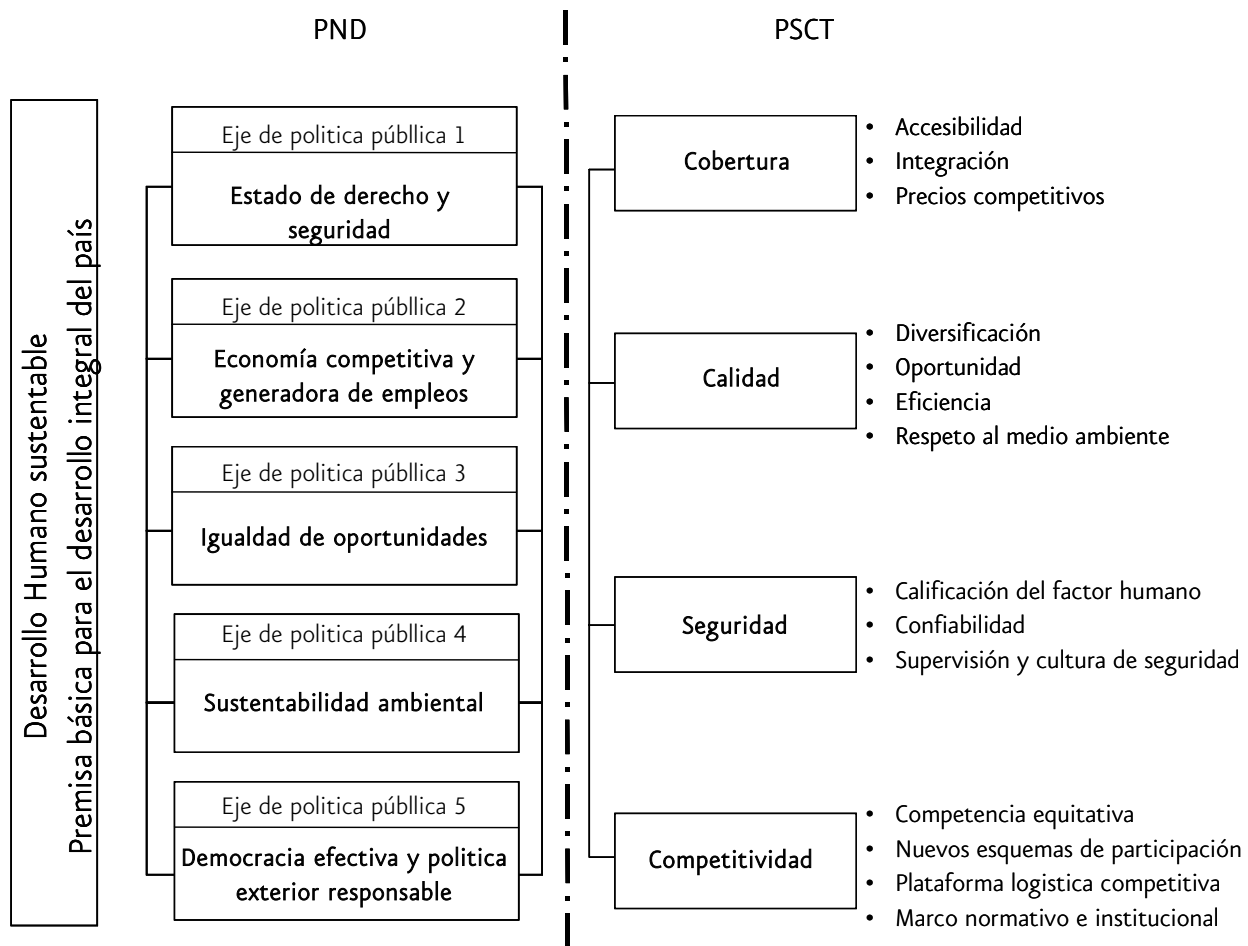 PND
Desarrollo Humano sustentable
Premisa básica para el desarrollo integral del país
Eje de politica públlica 1
Estado de derecho y
seguridad
Eje de politica públlica 2
Economía competitiva y
generadora de empleos
Eje de politica públlica 3
Igualdad de oportunidades
Eje de politica públlica 4
Sustentabilidad ambiental
Eje de politica públlica 5
Democracia efectiva y politica
exterior responsable
PSCT
Cobertura
• Accesibilidad
• Integración
• Precios competitivos
Calidad
• Diversificación
• Oportunidad
• Eficiencia
• Respeto al medio ambiente
Seguridad
• Calificación del factor humano
• Confiabilidad
• Supervisión y cultura de seguridad
Competitividad
• Competencia equitativa
• Nuevos esquemas de participación
• Plataforma logistica competitiva
• Marco normativo e institucional